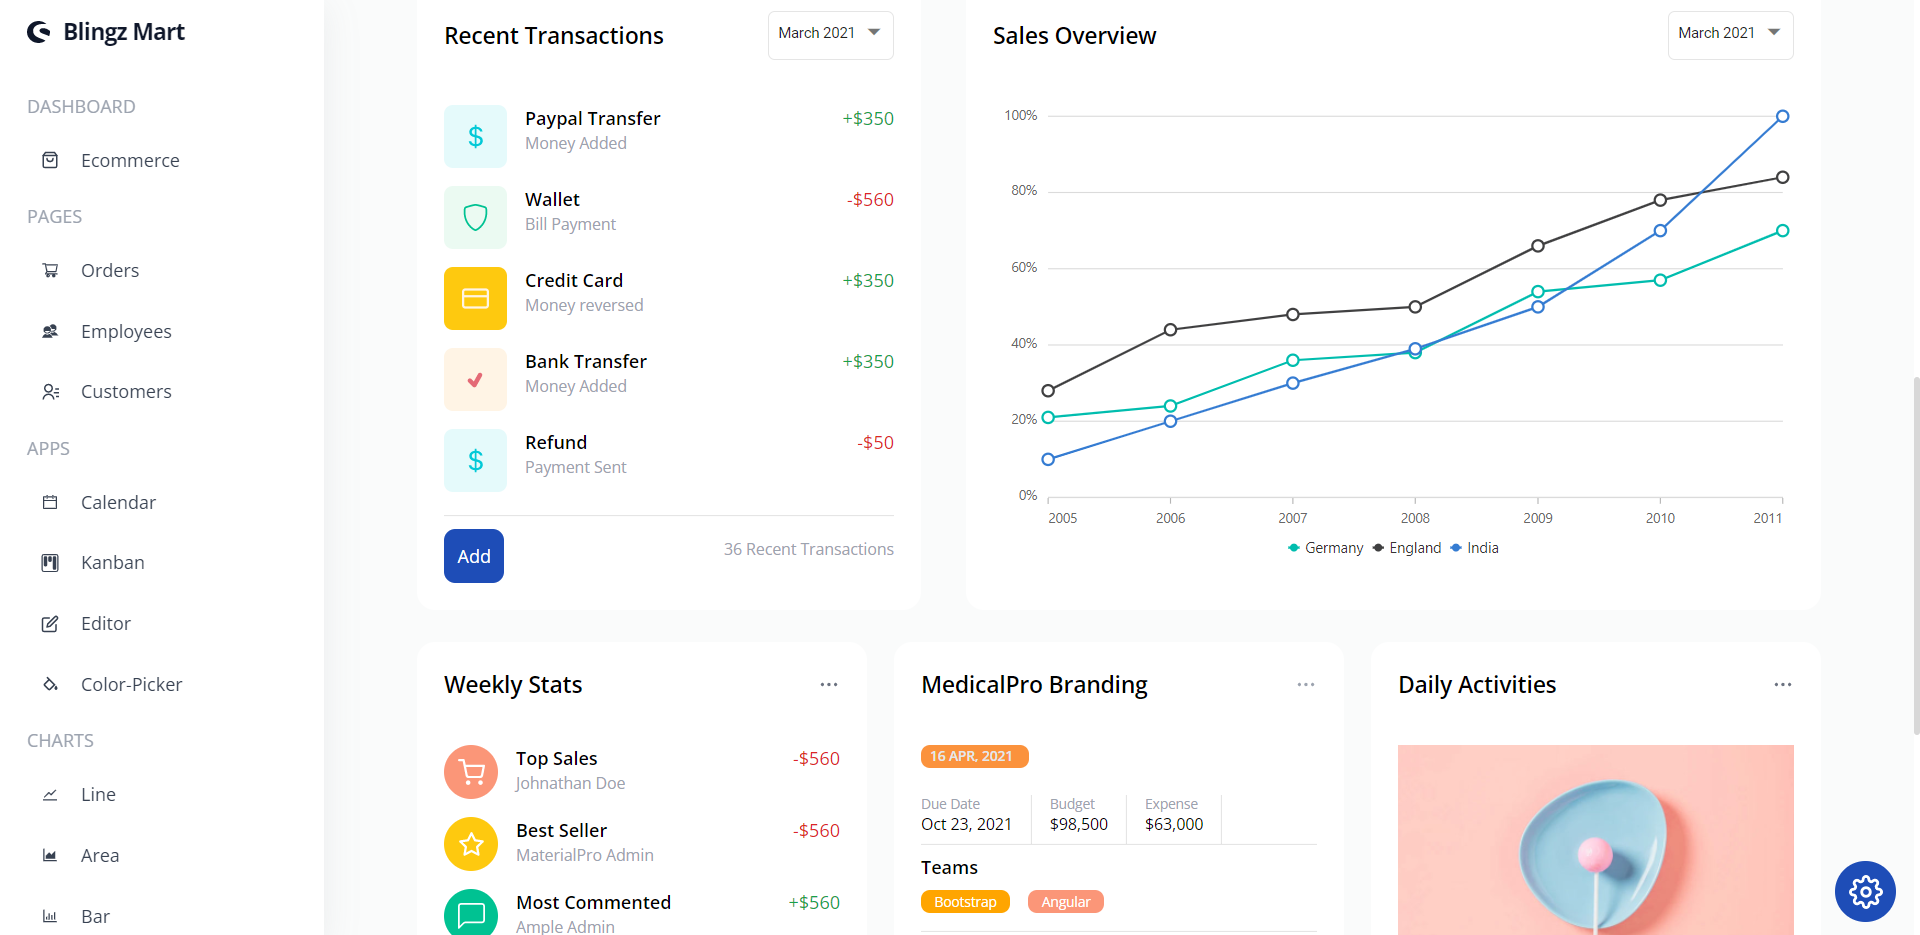 Blingz Mart
DASHBOARD
Ecommerce
PAGES
Orders
Employees
Customers
APPS
Calendar
Kanban
Editor
Color-Picker
CHARTS
Line
Area
Bar
Recent Transactions
March 2021
Paypal Transfer
+$350
Money Added
Wallet
-$560
Bill Payment
Credit Card
+$350
Money reversed
Bank Transfer
+$350
Money Added
Refund
-$50
Payment Sent
Add
36 Recent Transactions
Sales Overview
March 2021
100%
80%
60%
40%
20%
0%
2005 2006 2007 2008 2009 2010 2011
Germany England India
Weekly Stats
Top Sales
-$560
Johnathan Doe
Best Seller
-$560
MaterialPro Admin
Most Commented
+$560
Ample Admin
MedicalPro Branding
16 APR, 2021
Due Date Budget Expense
Oct 23, 2021 $98,500 $63,000
Teams
Bootstrap Angular
Daily Activities